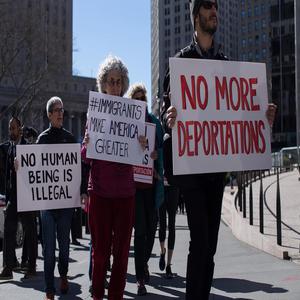 NO MORE
DEPORTATIONS
#IMMIGRANTS
MAKE AMERICA
GREATER
NO HUMAN
BEING IS
ILLEGAL